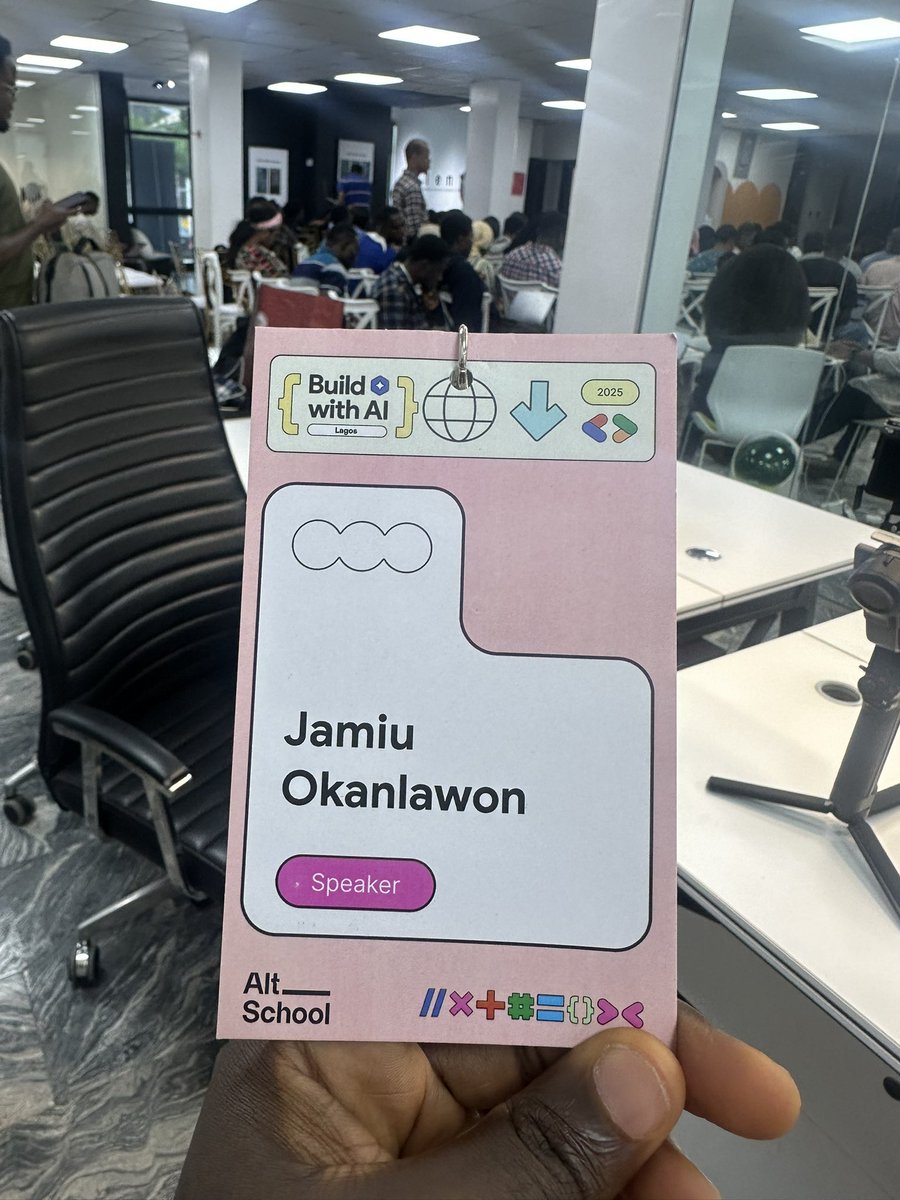 Build
with AI
Lagos
2025
Jamiu
Okanlawon
Speaker
Alt
School
// × + # = {} > <